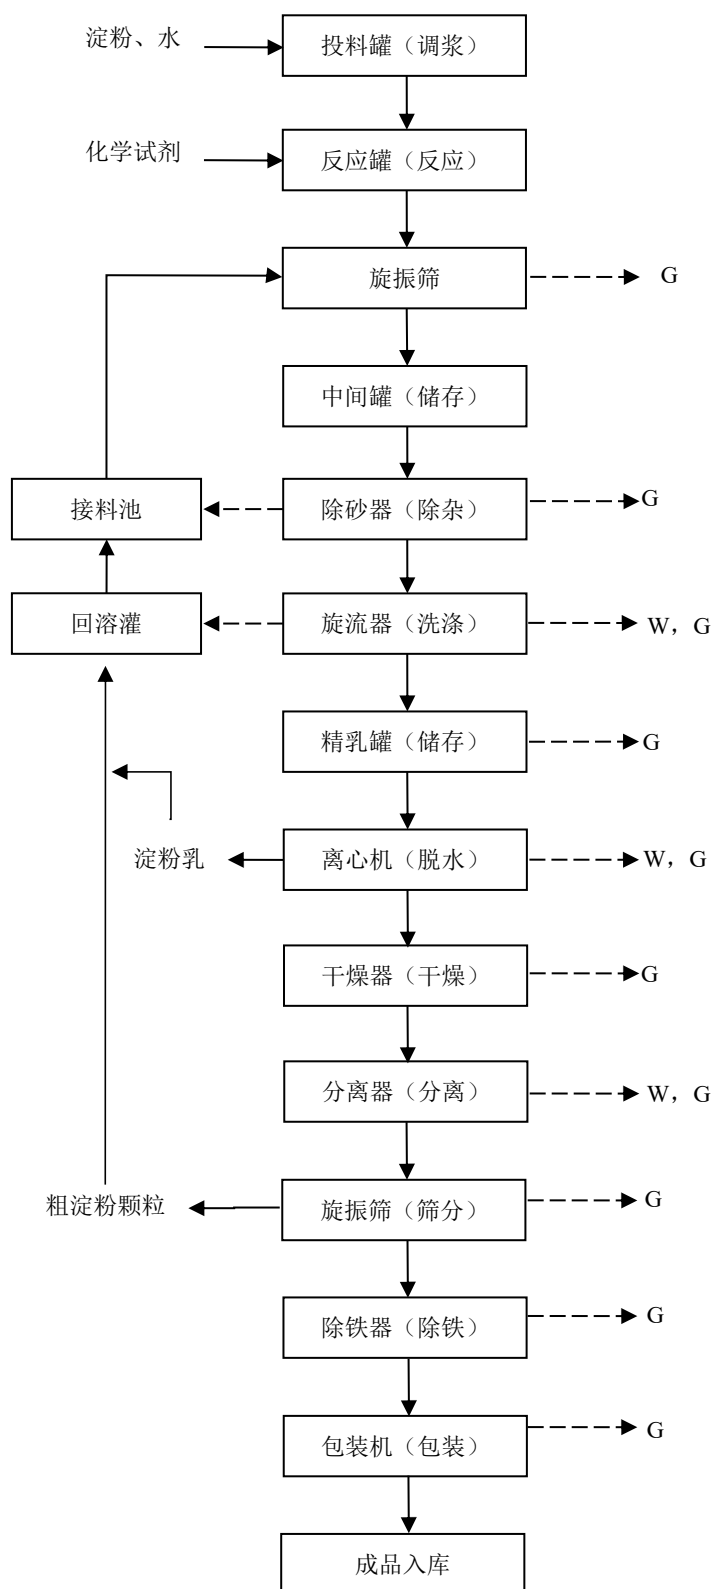 淀粉、水
投料罐（调浆）
化学试剂
反应罐（反应）
旋振筛
G
中间罐（储存）
接料池
除砂器（除杂）
G
回溶灌
旋流器（洗涤）
W，G
精乳罐（储存）
G
淀粉乳
离心机（脱水）
W，G
干燥器（干燥）
G
分离器（分离）
W，G
粗淀粉颗粒
旋振筛（筛分）
G
除铁器（除铁）
G
包装机（包装）
G
成品入库